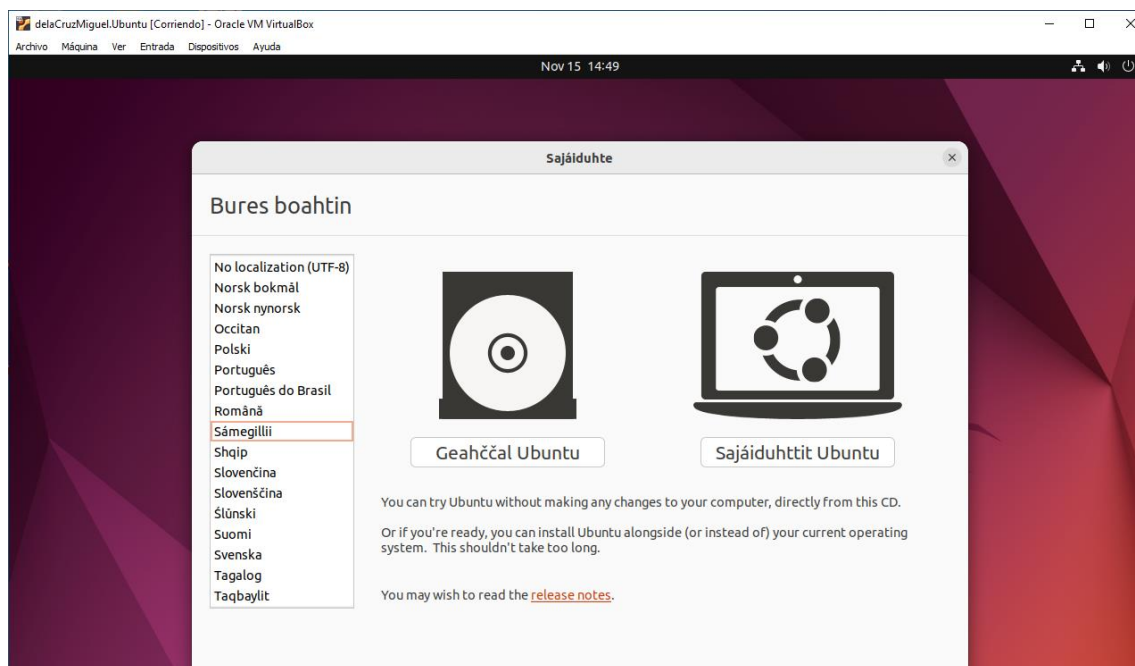 delaCruzMiguel.Ubuntu [Corriendo] - Oracle VM VirtualBox
Archivo Máquina Ver Entrada Dispositivos Ayuda
Nov 15 14:49
Sajáiduhte
Bures boahtin
No localization (UTF-8)
Norsk bokmål
Norsk nynorsk
Occitan
Polski
Português
Português do Brasil
Română
Sámegillii
Shqip
Slovenčina
Slovenščina
Ślůnski
Suomi
Svenska
Tagalog
Taqbaylit
Geahččal Ubuntu
Sajáiduhttit Ubuntu
You can try Ubuntu without making any changes to your computer, directly from this CD.
Or if you're ready, you can install Ubuntu alongside (or instead of) your current operating
system. This shouldn't take too long.
You may wish to read the release notes.